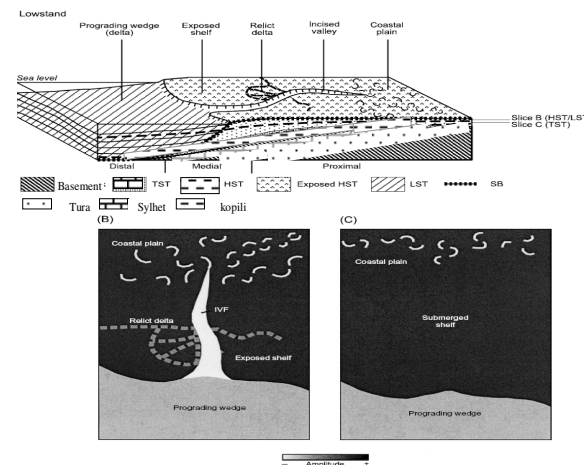 Lowstand
Prograding wedge (delta)
Exposed shelf
Relict delta
Incised valley
Coastal plain
Sea level
Slice B (HST/LST
Slice C (TST)
Distal Medial Proximal
Basement: TST HST Exposed HST LST SB
Tura Sylhet kopili
(B)
Coastal plain
IVF
Relict delta
Exposed shelf
Prograding wedge
(C)
Coastal plain
Submerged
shelf
Prograding wedge
− Amplitude +